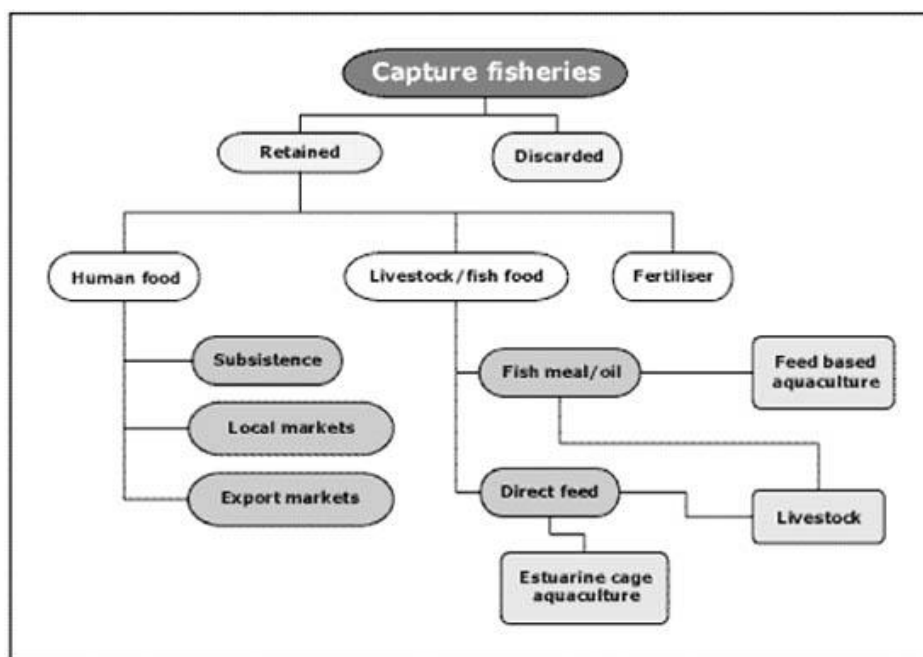 Capture fisheries
Retained
Discarded
Human food
Livestock/fish food
Fertiliser
Subsistence
Fish meal/oil
Feed based
aquaculture
Local markets
Export markets
Direct feed
Livestock
Estuarine cage
aquaculture